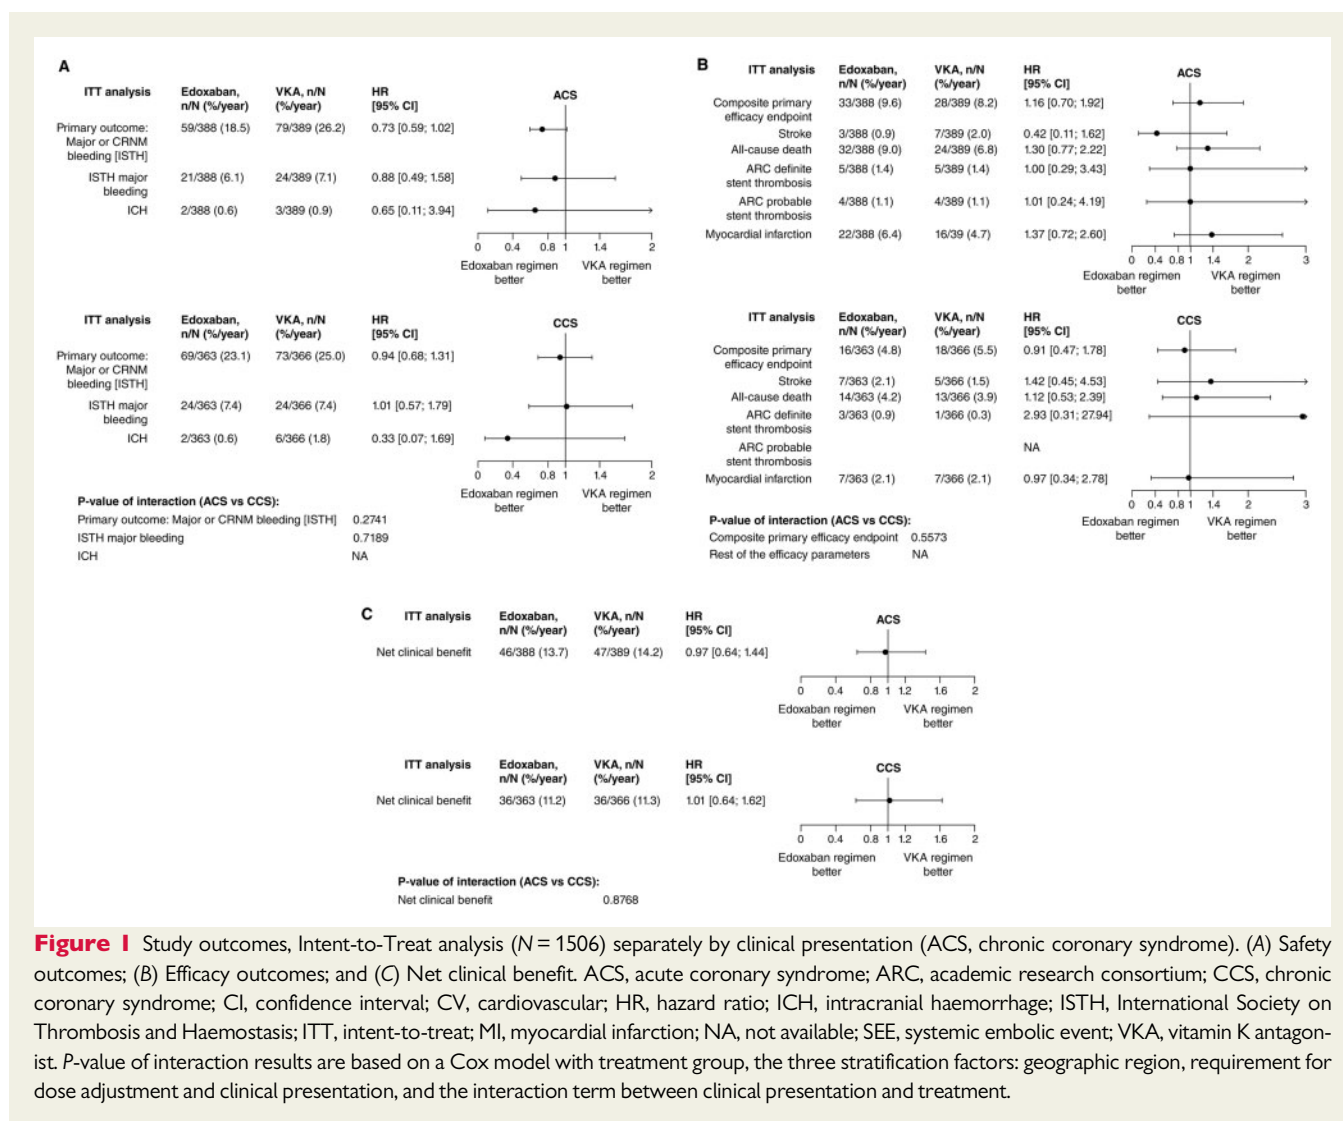 A
ITT analysis Edoxaban, n/N (%/year) VKA, n/N (%/year) HR [95% CI] ACS
Primary outcome: Major or CRNM bleeding [ISTH] 59/388 (18.5) 79/389 (26.2) 0.73 [0.59; 1.02]
ISTH major bleeding 21/388 (6.1) 24/389 (7.1) 0.88 [0.49; 1.58]
ICH 2/388 (0.6) 3/389 (0.9) 0.65 [0.11; 3.94]
0 0.4 0.8 1 1.4 2
Edoxaban regimen better VKA regimen better
ITT analysis Edoxaban, n/N (%/year) VKA, n/N (%/year) HR [95% CI] CCS
Primary outcome: Major or CRNM bleeding [ISTH] 69/363 (23.1) 73/366 (25.0) 0.94 [0.68; 1.31]
ISTH major bleeding 24/363 (7.4) 24/366 (7.4) 1.01 [0.57; 1.79]
ICH 2/363 (0.6) 6/366 (1.8) 0.33 [0.07; 1.69]
0 0.4 0.8 1 1.4 2
Edoxaban regimen better VKA regimen better
P-value of interaction (ACS vs CCS):
Primary outcome: Major or CRNM bleeding [ISTH] 0.2741
ISTH major bleeding 0.7189
ICH NA
B
ITT analysis Edoxaban, n/N (%/year) VKA, n/N (%/year) HR [95% CI] ACS
Composite primary efficacy endpoint 33/388 (9.6) 28/389 (8.2) 1.16 [0.70; 1.92]
Stroke 3/388 (0.9) 7/389 (2.0) 0.42 [0.11; 1.62]
All-cause death 32/388 (9.0) 24/389 (6.8) 1.30 [0.77; 2.22]
ARC definite stent thrombosis 5/388 (1.4) 5/389 (1.4) 1.00 [0.29; 3.43]
ARC probable stent thrombosis 4/388 (1.1) 4/389 (1.1) 1.01 [0.24; 4.19]
Myocardial infarction 22/388 (6.4) 16/39 (4.7) 1.37 [0.72; 2.60]
0 0.4 0.8 1 1.4 2 3
Edoxaban regimen better VKA regimen better
ITT analysis Edoxaban, n/N (%/year) VKA, n/N (%/year) HR [95% CI] CCS
Composite primary efficacy endpoint 16/363 (4.8) 18/366 (5.5) 0.91 [0.47; 1.78]
Stroke 7/363 (2.1) 5/366 (1.5) 1.42 [0.45; 4.53]
All-cause death 14/363 (4.2) 13/366 (3.9) 1.12 [0.53; 2.39]
ARC definite stent thrombosis 3/363 (0.9) 1/366 (0.3) 2.93 [0.31; 27.94]
ARC probable stent thrombosis NA
Myocardial infarction 7/363 (2.1) 7/366 (2.1) 0.97 [0.34; 2.78]
0 0.4 0.8 1 1.4 2 3
Edoxaban regimen better VKA regimen better
P-value of interaction (ACS vs CCS):
Composite primary efficacy endpoint 0.5573
Rest of the efficacy parameters NA
C
ITT analysis Edoxaban, n/N (%/year) VKA, n/N (%/year) HR [95% CI] ACS
Net clinical benefit 46/388 (13.7) 47/389 (14.2) 0.97 [0.64; 1.44]
0 0.4 0.8 1 1.2 1.6 2
Edoxaban regimen better VKA regimen better
ITT analysis Edoxaban, n/N (%/year) VKA, n/N (%/year) HR [95% CI] CCS
Net clinical benefit 36/363 (11.2) 36/366 (11.3) 1.01 [0.64; 1.62]
0 0.4 0.8 1 1.2 1.6 2
Edoxaban regimen better VKA regimen better
P-value of interaction (ACS vs CCS):
Net clinical benefit 0.8768
Figure 1 Study outcomes, Intent-to-Treat analysis (N = 1506) separately by clinical presentation (ACS, chronic coronary syndrome). (A) Safety
outcomes; (B) Efficacy outcomes; and (C) Net clinical benefit. ACS, acute coronary syndrome; ARC, academic research consortium; CCS, chronic
coronary syndrome; CI, confidence interval; CV, cardiovascular; HR, hazard ratio; ICH, intracranial haemorrhage; ISTH, International Society on
Thrombosis and Haemostasis; ITT, intent-to-treat; MI, myocardial infarction; NA, not available; SEE, systemic embolic event; VKA, vitamin K antagon-
ist. P-value of interaction results are based on a Cox model with treatment group, the three stratification factors: geographic region, requirement for
dose adjustment and clinical presentation, and the interaction term between clinical presentation and treatment.